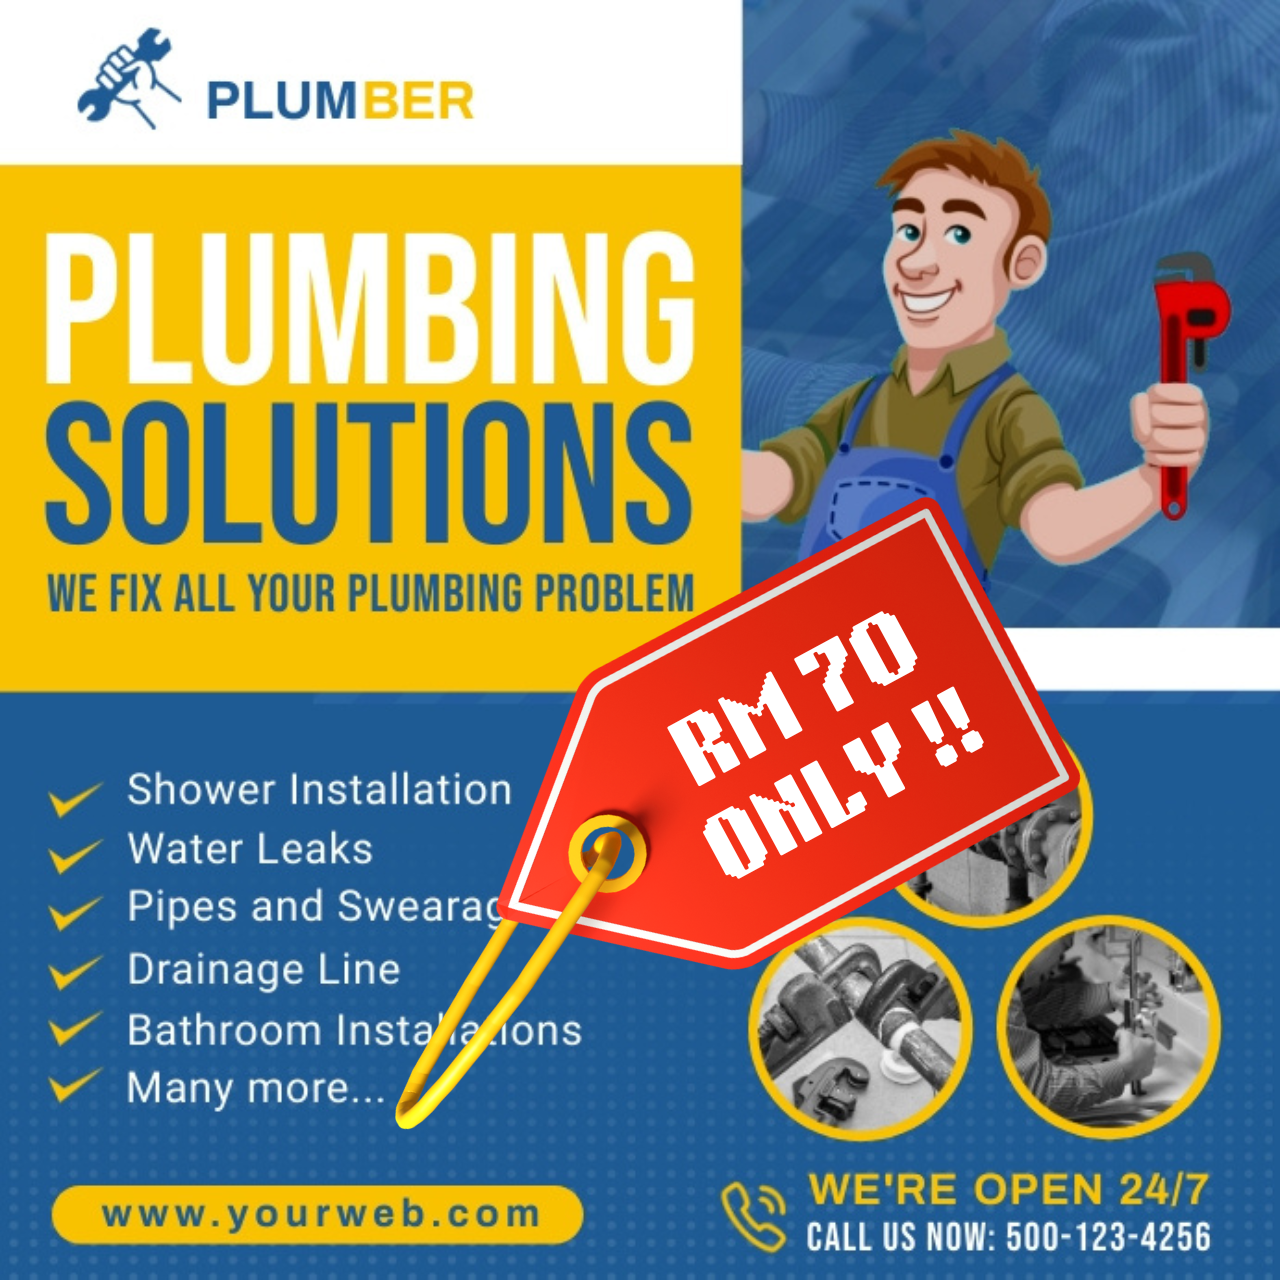 PLUMBER
PLUMBING
SOLUTIONS
WE FIX ALL YOUR PLUMBING PROBLEM
RM 70
ONLY !!
Shower Installation
Water Leaks
Pipes and
Drainage Line
Bathroom Installations
Many more...
www.yourweb.com
WE'RE OPEN 24/7
CALL US NOW: 500-123-4256